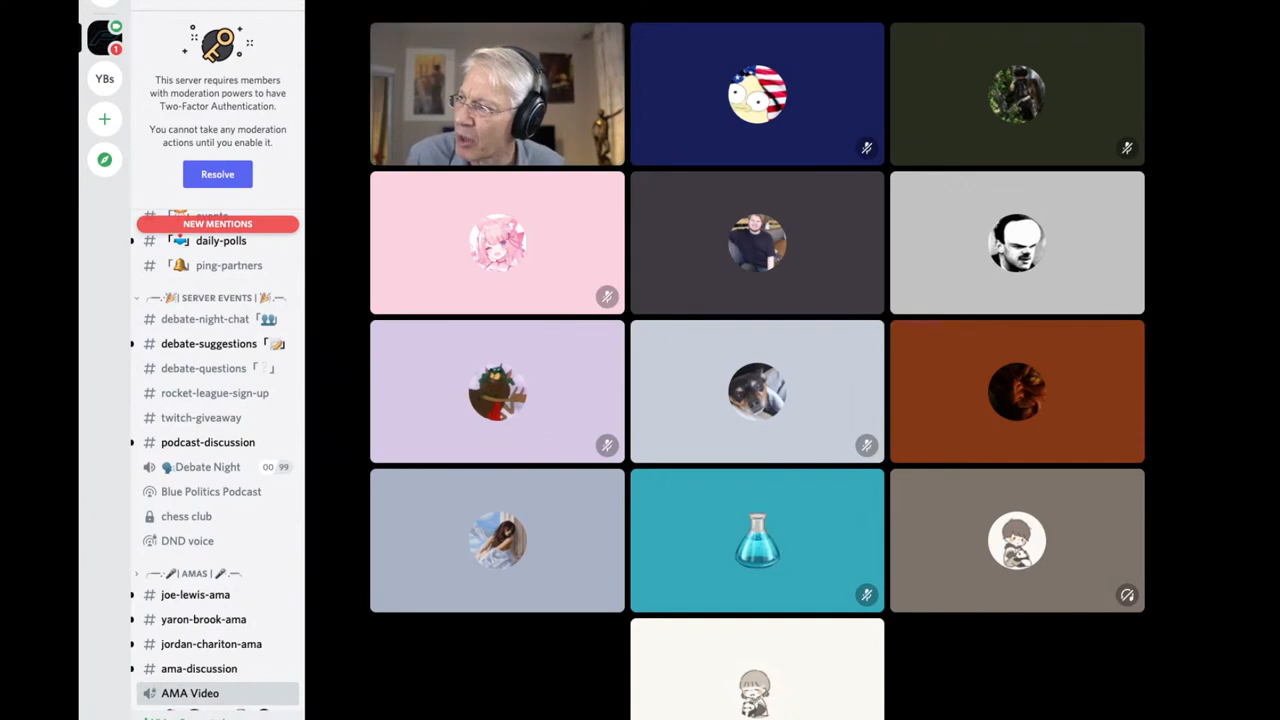 1
YBs
This server requires members
with moderation powers to have
Two-Factor Authentication.
You cannot take any moderation
actions until you enable it.
Resolve
NEW MENTIONS
daily-polls
ping-partners
SERVER EVENTS
debate-night-chat
debate-suggestions
debate-questions
rocket-league-sign-up
twitch-giveaway
podcast-discussion
Debate Night 00 99
Blue Politics Podcast
chess club
DND voice
AMAS
joe-lewis-ama
yaron-brook-ama
jordan-chariton-ama
ama-discussion
AMA Video